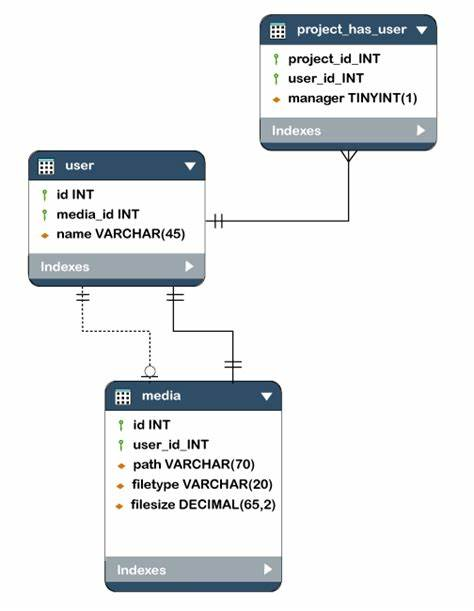 project_has_user
project_id_INT
user_id_INT
manager TINYINT(1)
Indexes
user
id INT
media_id INT
name VARCHAR(45)
Indexes
media
id INT
user_id_INT
path VARCHAR(70)
filetype VARCHAR(20)
filesize DECIMAL(65,2)
Indexes